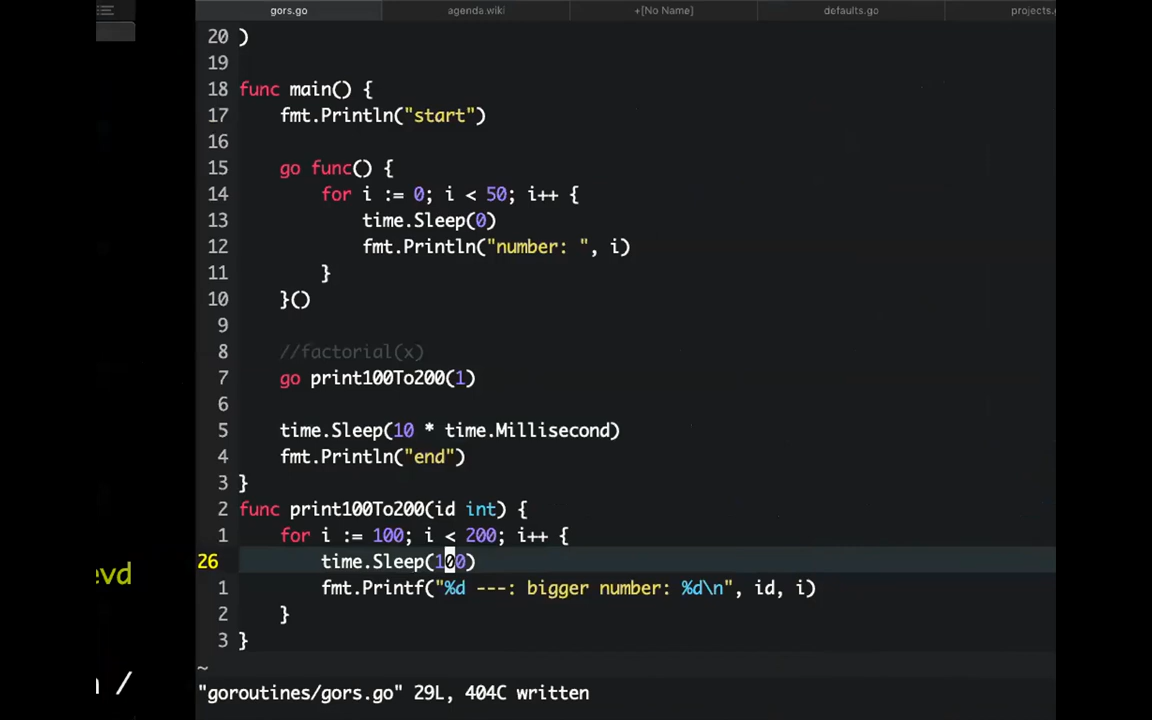 gors.go agenda.wiki +[No Name] defaults.go projects.
20 )
19
18 func main() {
17 fmt.Println("start")
16
15 go func() {
14 for i := 0; i < 50; i++ {
13 time.Sleep(0)
12 fmt.Println("number: ", i)
11 }
10 }()
9
8 //factorial(x)
7 go print100To200(1)
6
5 time.Sleep(10 * time.Millisecond)
4 fmt.Println("end")
3 }
2 func print100To200(id int) {
1 for i := 100; i < 200; i++ {
26 time.Sleep(100)
evd
1 fmt.Printf("%d ---: bigger number: %d\n", id, i)
2 }
3 }
~
/
"goroutines/gors.go" 29L, 404C written